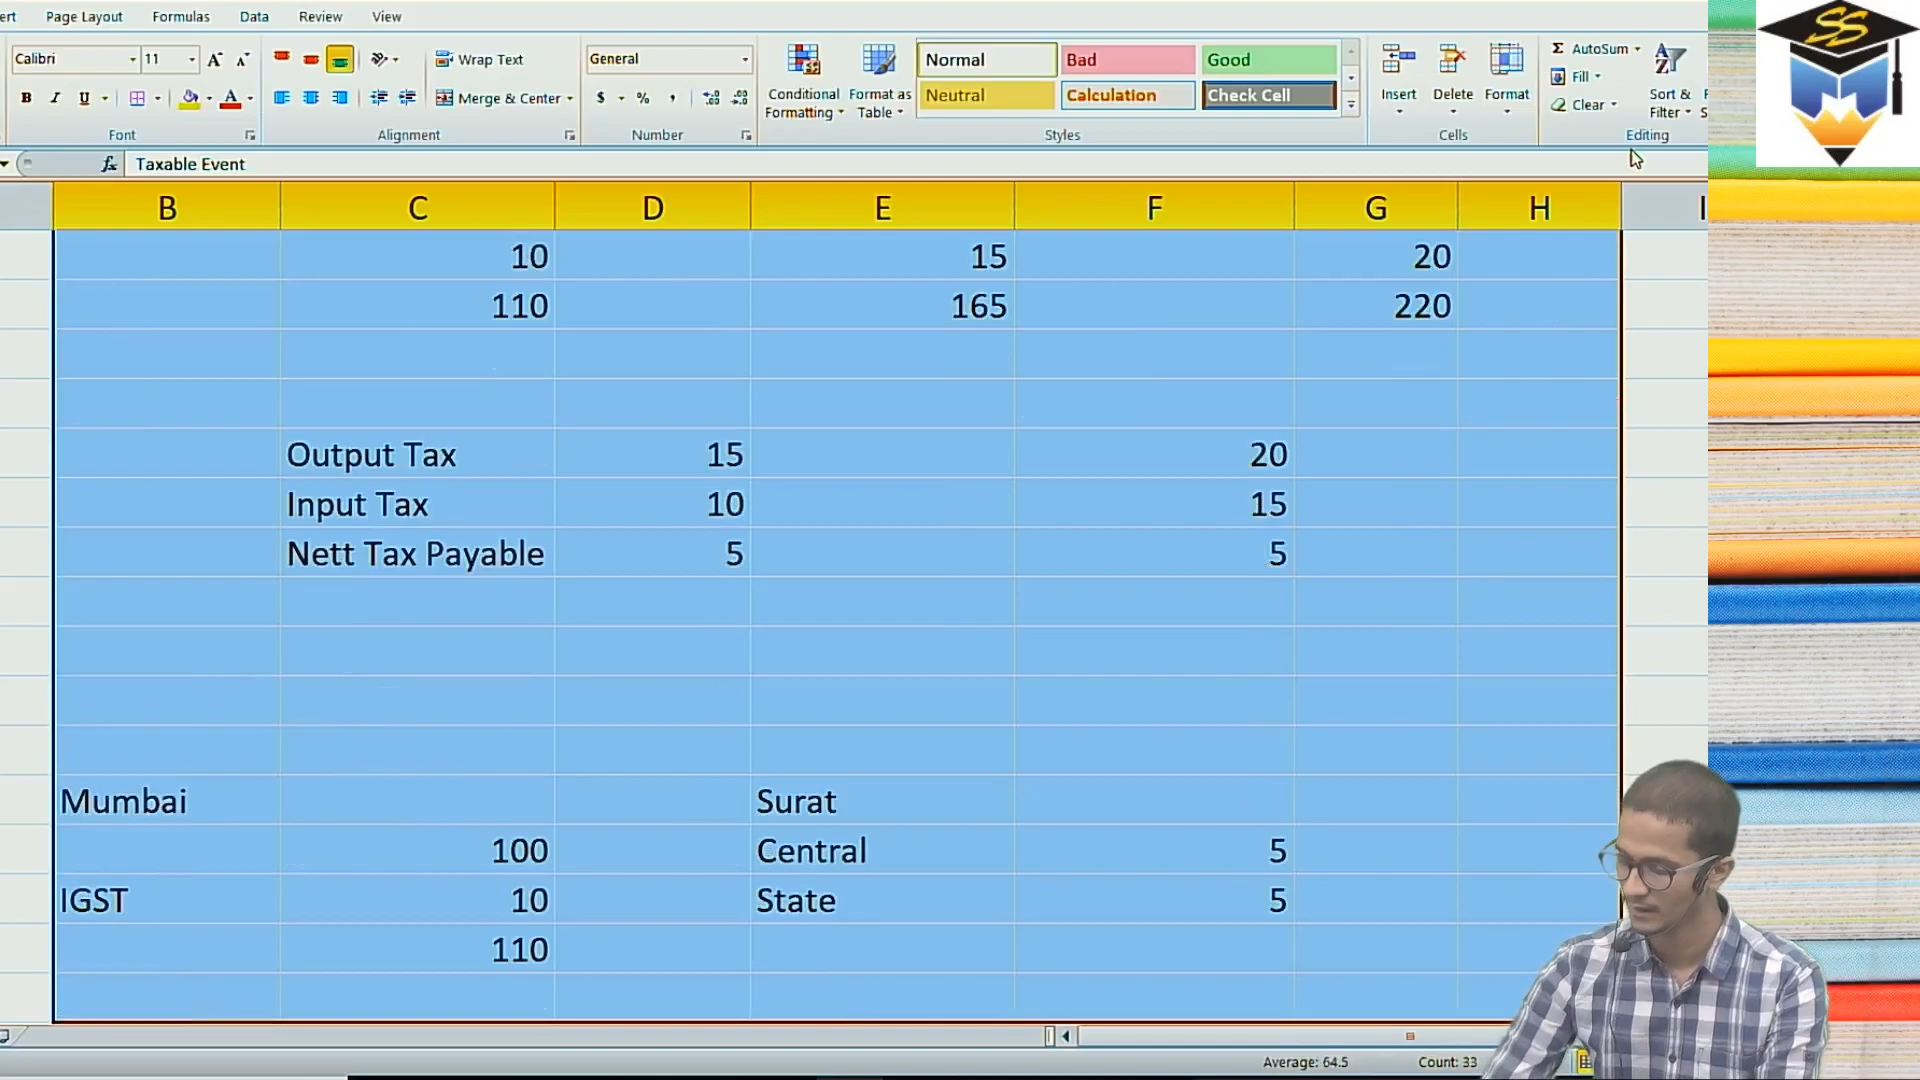 ert Page Layout Formulas Data Review View
Calibri 11 A A Wrap Text General Normal Bad Good Insert Delete Format Σ AutoSum
B I U A Merge & Center $ % , Conditional Formatting Format as Table Neutral Calculation Check Cell Fill Clear Sort & Filter
Font Alignment Number Styles Cells Editing
fx Taxable Event
B C D E F G H I
10 15 20
110 165 220
Output Tax 15 20
Input Tax 10 15
Nett Tax Payable 5 5
Mumbai Surat
100 Central 5
IGST 10 State 5
110
Average: 64.5 Count: 33
SS